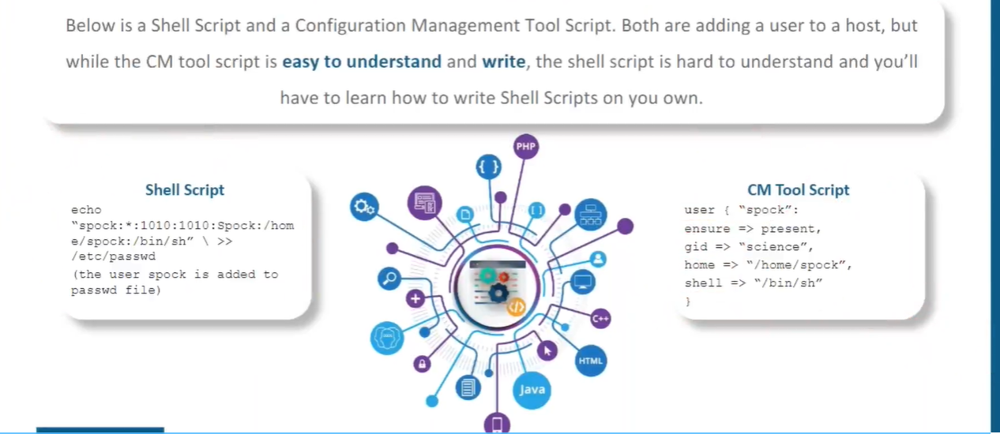 Below is a Shell Script and a Configuration Management Tool Script. Both are adding a user to a host, but
while the CM tool script is easy to understand and write, the shell script is hard to understand and you’ll
have to learn how to write Shell Scripts on you own.
Shell Script
echo
“spock:*:1010:1010:Spock:/hom
e/spock:/bin/sh” \ >>
/etc/passwd
(the user spock is added to
passwd file)
PHP
{ }
[ ]
C++
HTML
Java
</>
CM Tool Script
user { “spock”:
ensure => present,
gid => “science”,
home => “/home/spock”,
shell => “/bin/sh”
}